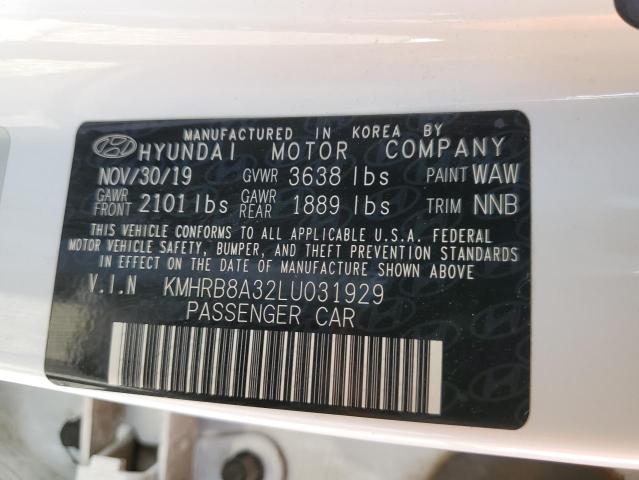 MANUFACTURED IN KOREA BY
HYUNDAI MOTOR COMPANY
NOV/30/19 GVWR 3638 lbs PAINT WAW
GAWR FRONT 2101 lbs GAWR REAR 1889 lbs TRIM NNB
THIS VEHICLE CONFORMS TO ALL APPLICABLE U.S.A. FEDERAL
MOTOR VEHICLE SAFETY, BUMPER, AND THEFT PREVENTION STANDARDS
IN EFFECT ON THE DATE OF MANUFACTURE SHOWN ABOVE
V.I.N KMHRB8A32LU031929
PASSENGER CAR